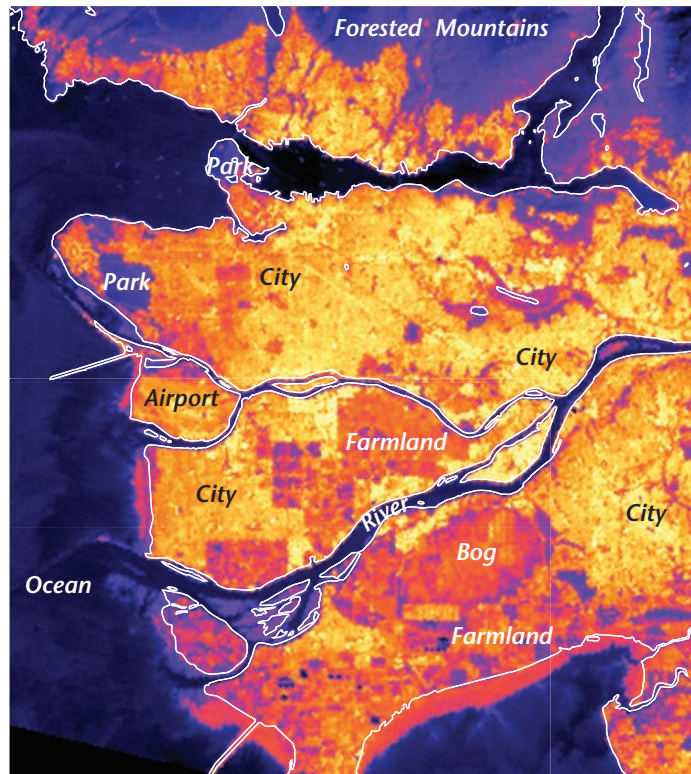 Forested Mountains
Park
Park
City
City
Airport
Farmland
City
River
City
Bog
Ocean
Farmland